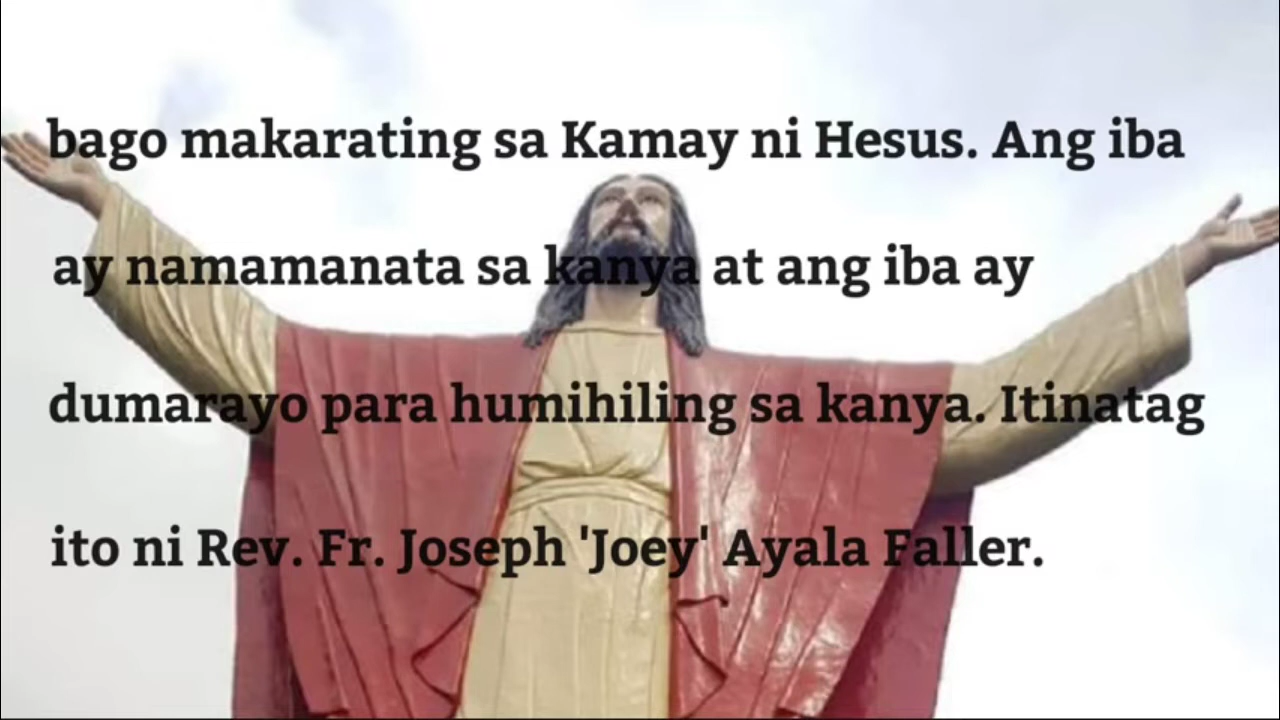 bago makarating sa Kamay ni Hesus. Ang iba
ay namamanata sa kanya at ang iba ay
dumarayo para humihiling sa kanya. Itinatag
ito ni Rev. Fr. Joseph 'Joey' Ayala Faller.